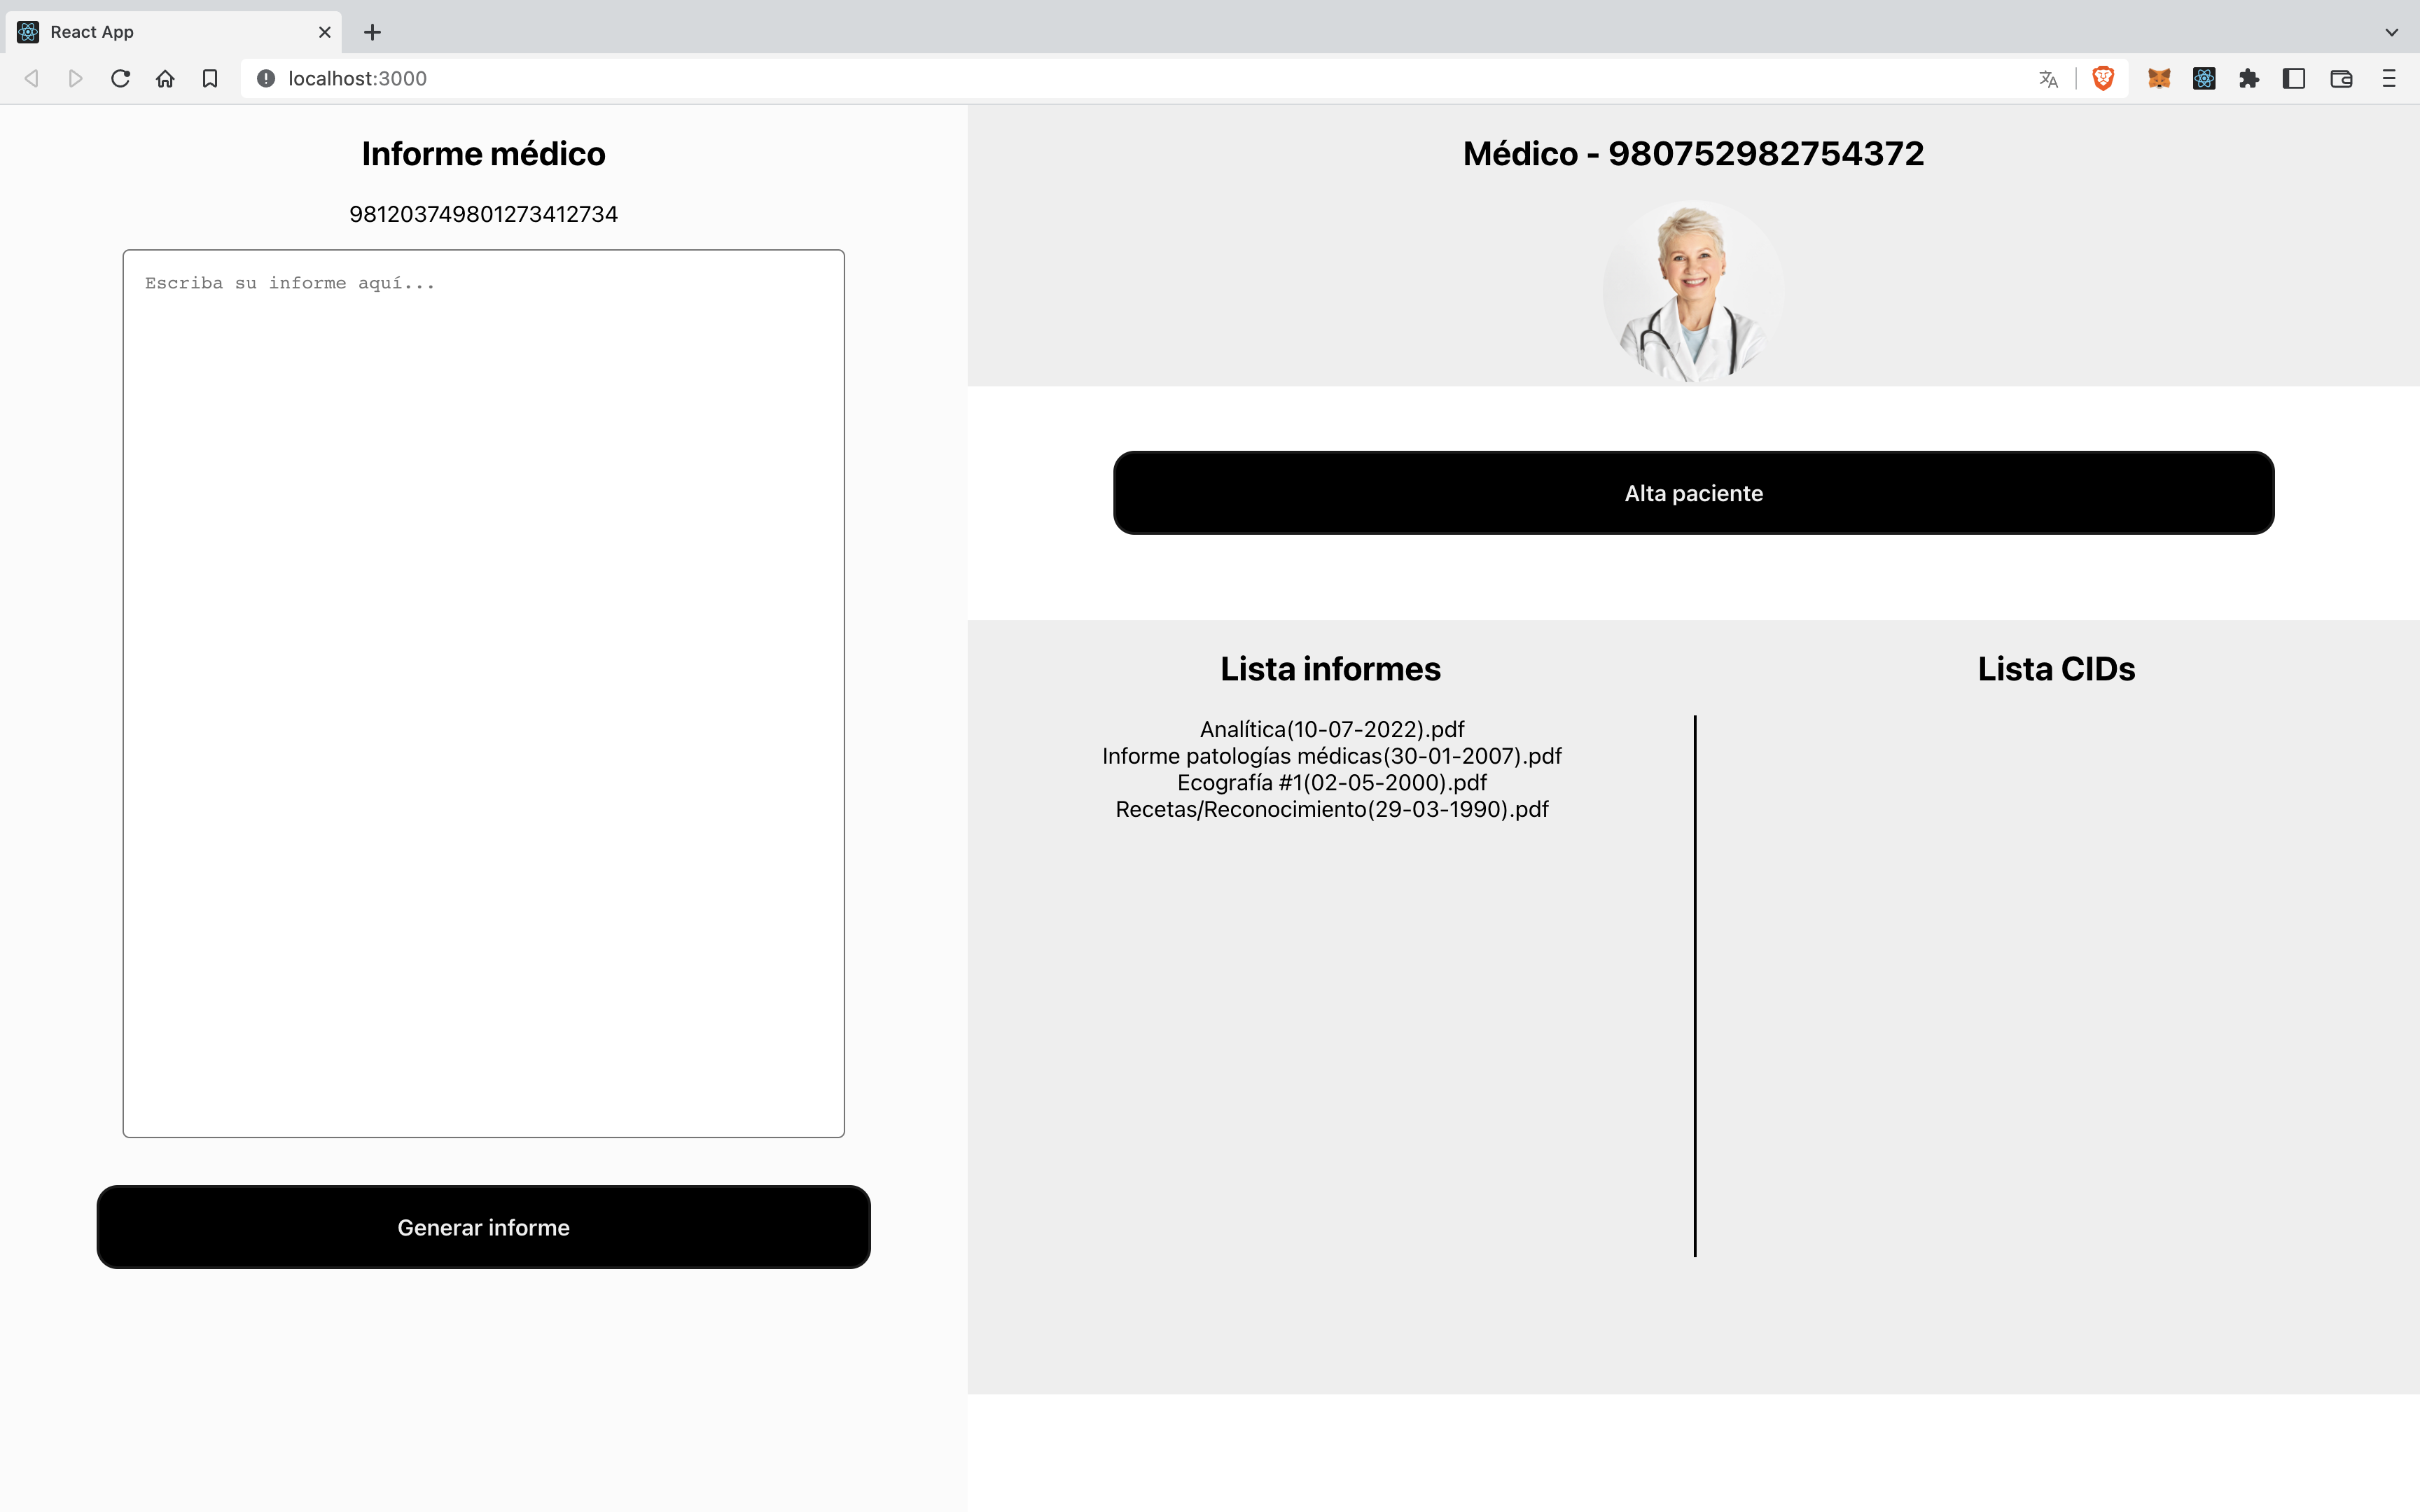 React App
localhost:3000
Informe médico
981203749801273412734
Escriba su informe aquí...
Generar informe
Médico - 980752982754372
Alta paciente
Lista informes
Analítica(10-07-2022).pdf
Informe patologías médicas(30-01-2007).pdf
Ecografía #1(02-05-2000).pdf
Recetas/Reconocimiento(29-03-1990).pdf
Lista CIDs